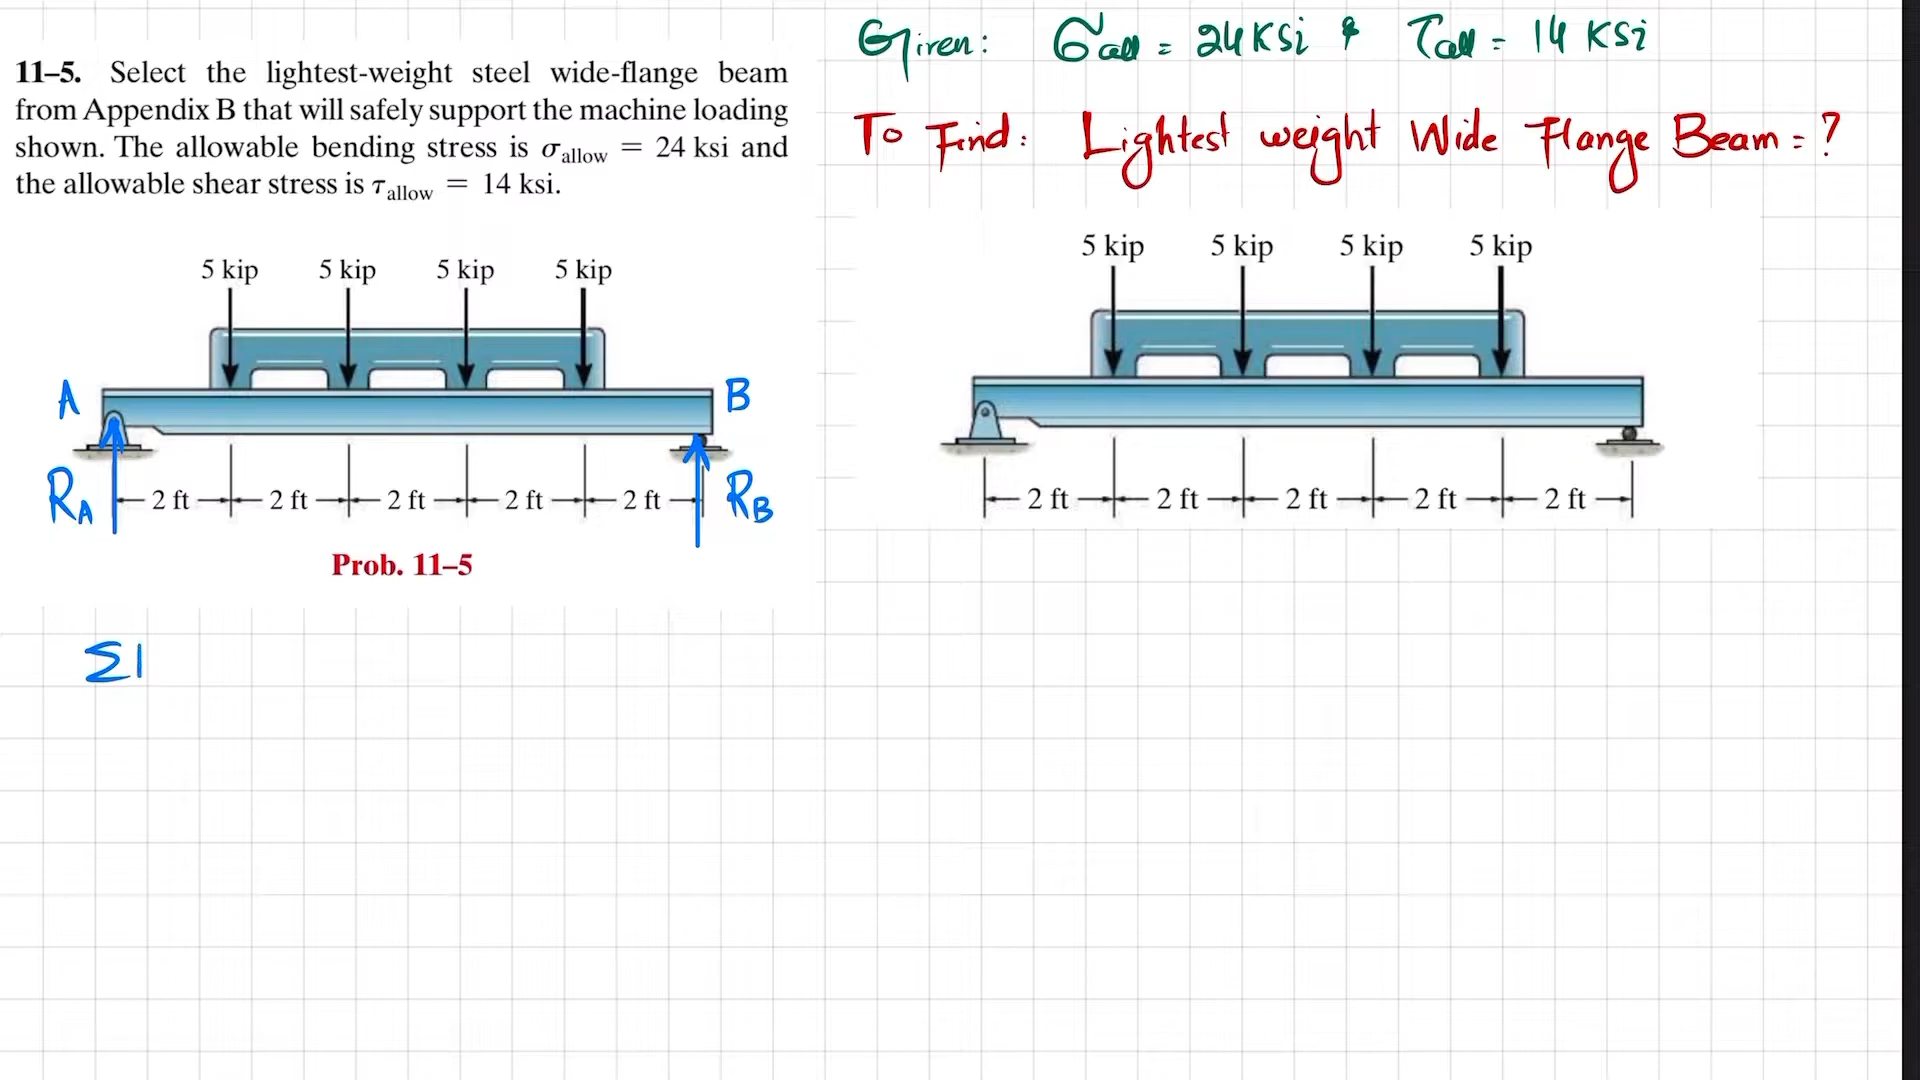 11–5. Select the lightest-weight steel wide-flange beam
from Appendix B that will safely support the machine loading
shown. The allowable bending stress is σallow = 24 ksi and
the allowable shear stress is τallow = 14 ksi.
5 kip 5 kip 5 kip 5 kip
A B
RA RB
2 ft 2 ft 2 ft 2 ft 2 ft
Prob. 11–5
Σ
Given: σall = 24 KSi & τall = 14 KSi
To Find: Lightest weight Wide Flange Beam = ?
5 kip 5 kip 5 kip 5 kip
2 ft 2 ft 2 ft 2 ft 2 ft